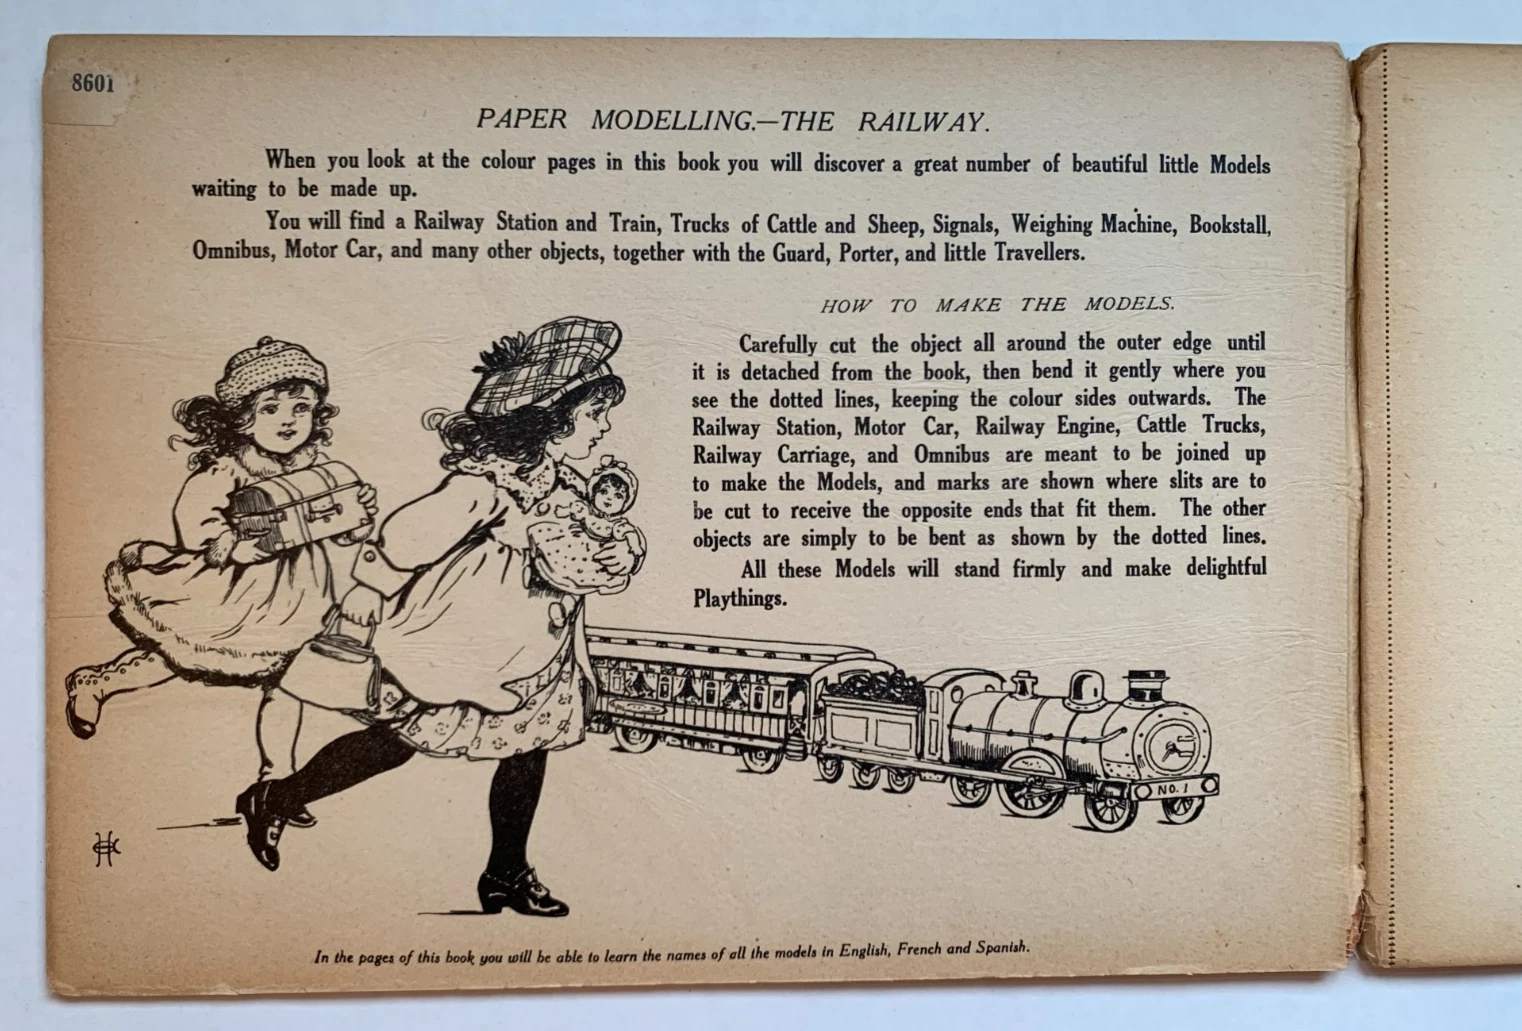 8601
PAPER MODELLING.—THE RAILWAY.
When you look at the colour pages in this book you will discover a great number of beautiful little Models
waiting to be made up.
You will find a Railway Station and Train, Trucks of Cattle and Sheep, Signals, Weighing Machine, Bookstall,
Omnibus, Motor Car, and many other objects, together with the Guard, Porter, and little Travellers.
HOW TO MAKE THE MODELS.
Carefully cut the object all around the outer edge until
it is detached from the book, then bend it gently where you
see the dotted lines, keeping the colour sides outwards. The
Railway Station, Motor Car, Railway Engine, Cattle Trucks,
Railway Carriage, and Omnibus are meant to be joined up
to make the Models, and marks are shown where slits are to
be cut to receive the opposite ends that fit them. The other
objects are simply to be bent as shown by the dotted lines.
All these Models will stand firmly and make delightful
Playthings.
NO. 1
In the pages of this book you will be able to learn the names of all the models in English, French and Spanish.